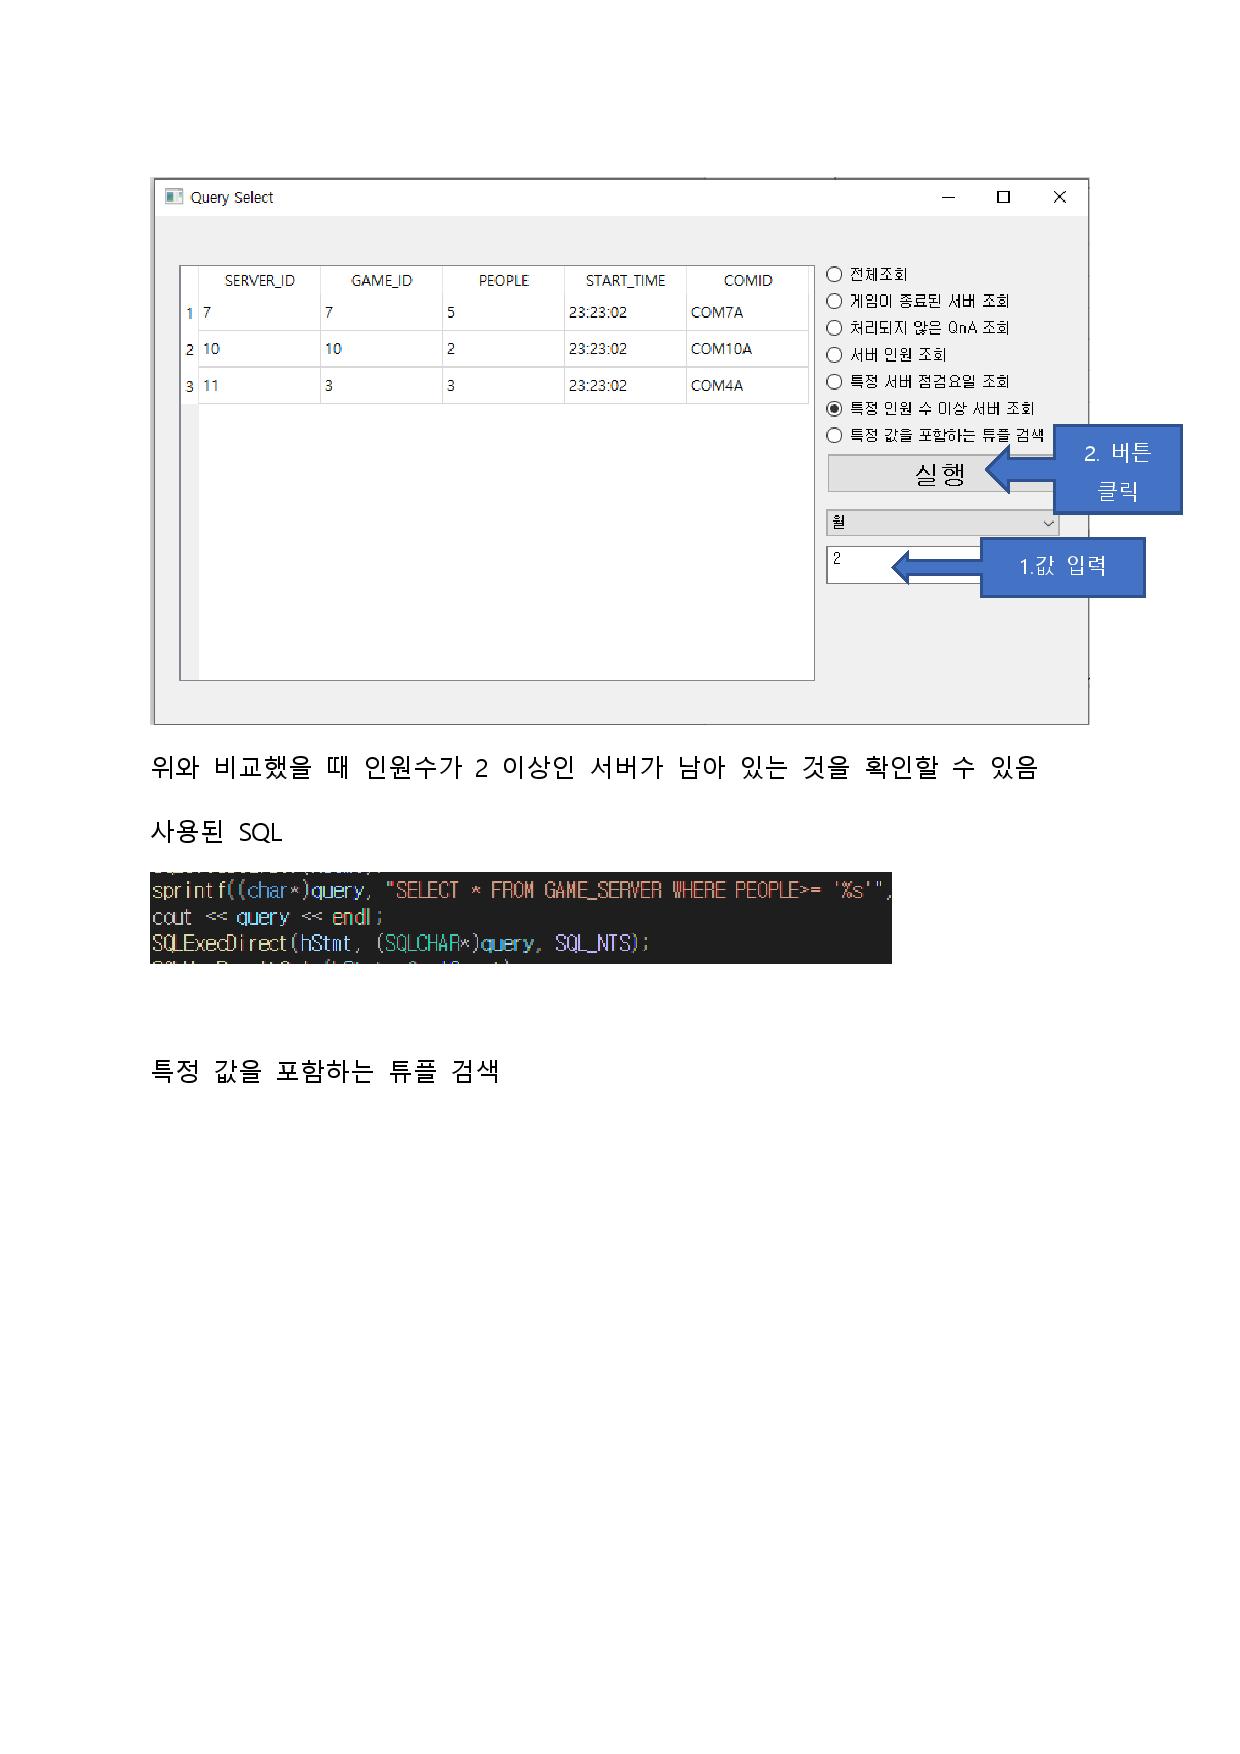 Query Select
SERVER_ID GAME_ID PEOPLE START_TIME COMID
1 7 7 5 23:23:02 COM7A
2 10 10 2 23:23:02 COM10A
3 11 3 3 23:23:02 COM4A
전체조회
게임이 종료된 서버 조회
처리되지 않은 QnA 조회
서버 인원 조회
특정 서버 점검요일 조회
특정 인원 수 이상 서버 조회
특정 값을 포함하는 튜플 검색
실행
2. 버튼
클릭
월
2
1.값 입력
위와 비교했을 때 인원수가 2 이상인 서버가 남아 있는 것을 확인할 수 있음
사용된 SQL
sprintf((char*)query, "SELECT * FROM GAME_SERVER WHERE PEOPLE>= '%s'",
cout << query << endl;
SQLExecDirect(hStmt, (SQLCHAR*)query, SQL_NTS);
특정 값을 포함하는 튜플 검색